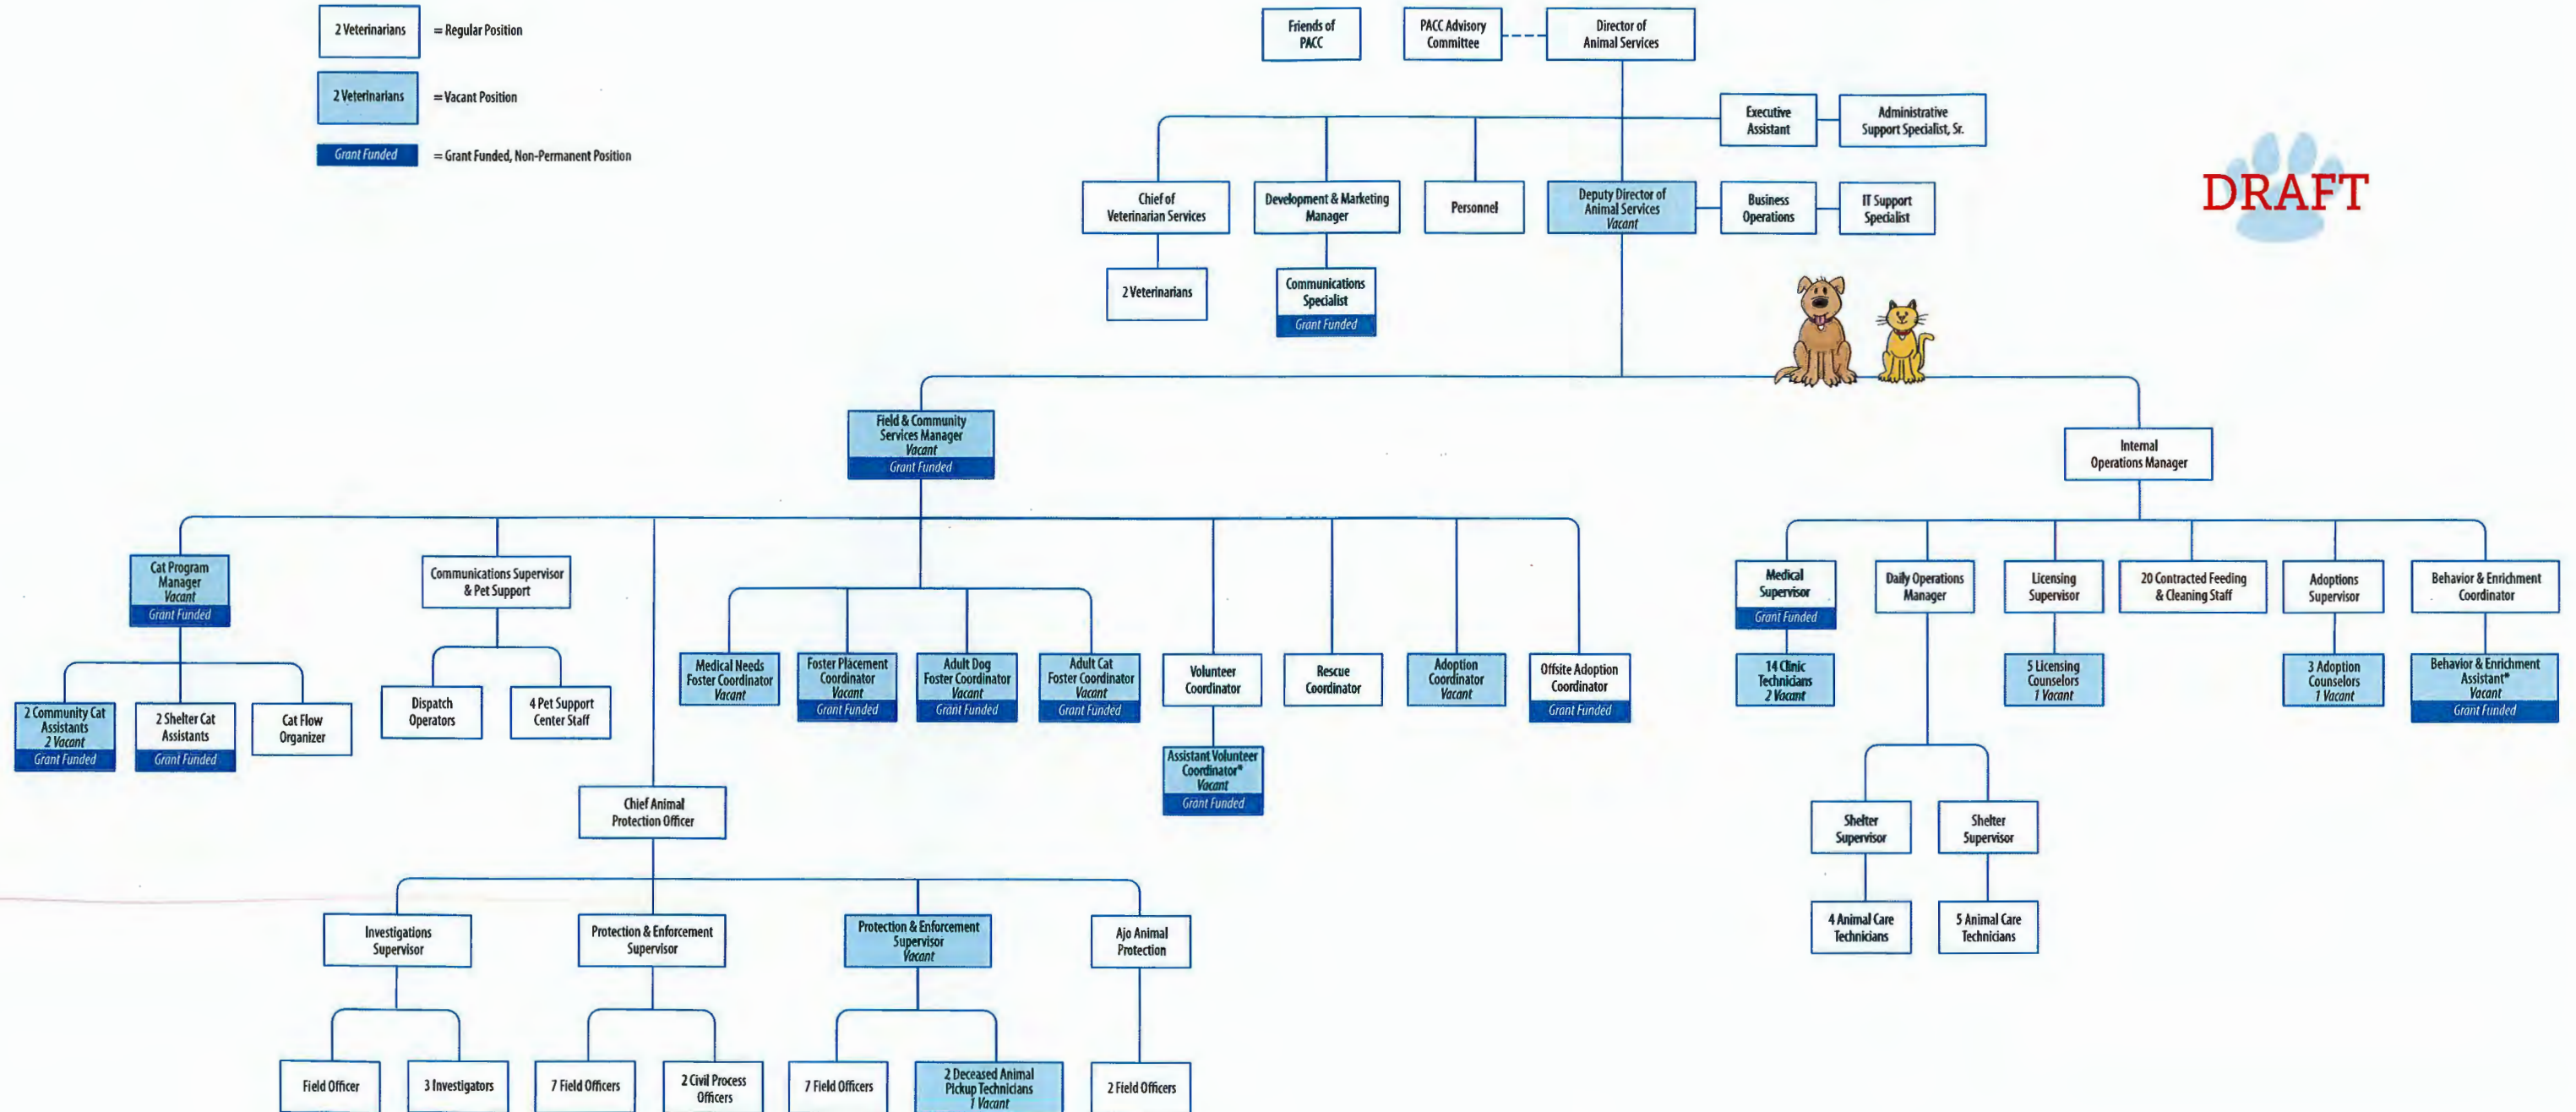 2 Veterinarians
= Regular Position
2 Veterinarians
= Vacant Position
Grant Funded
= Grant Funded, Non-Permanent Position
Friends of
PACC
PACC Advisory
Committee
Director of
Animal Services
Executive
Assistant
Administrative
Support Specialist, Sr.
DRAFT
Chief of
Veterinarian Services
Development & Marketing
Manager
Personnel
Deputy Director of
Animal Services
Vacant
Business
Operations
IT Support
Specialist
2 Veterinarians
Communications
Specialist
Grant Funded
Field & Community
Services Manager
Vacant
Grant Funded
Internal
Operations Manager
Cat Program
Manager
Vacant
Grant Funded
Communications Supervisor
& Pet Support
Medical
Supervisor
Grant Funded
Daily Operations
Manager
Licensing
Supervisor
20 Contracted Feeding
& Cleaning Staff
Adoptions
Supervisor
Behavior & Enrichment
Coordinator
Medical Needs
Foster Coordinator
Vacant
Foster Placement
Coordinator
Vacant
Grant Funded
Adult Dog
Foster Coordinator
Vacant
Grant Funded
Adult Cat
Foster Coordinator
Vacant
Grant Funded
Volunteer
Coordinator
Rescue
Coordinator
Adoption
Coordinator
Vacant
Offsite Adoption
Coordinator
Grant Funded
14 Clinic
Technicians
2 Vacant
5 Licensing
Counselors
1 Vacant
3 Adoption
Counselors
1 Vacant
Behavior & Enrichment
Assistant*
Vacant
Grant Funded
2 Community Cat
Assistants
2 Vacant
Grant Funded
2 Shelter Cat
Assistants
Grant Funded
Cat Flow
Organizer
Dispatch
Operators
4 Pet Support
Center Staff
Assistant Volunteer
Coordinator*
Vacant
Grant Funded
Chief Animal
Protection Officer
Shelter
Supervisor
Shelter
Supervisor
4 Animal Care
Technicians
5 Animal Care
Technicians
Investigations
Supervisor
Protection & Enforcement
Supervisor
Protection & Enforcement
Supervisor
Vacant
Ajo Animal
Protection
Field Officer
3 Investigators
7 Field Officers
2 Civil Process
Officers
7 Field Officers
2 Deceased Animal
Pickup Technicians
1 Vacant
2 Field Officers